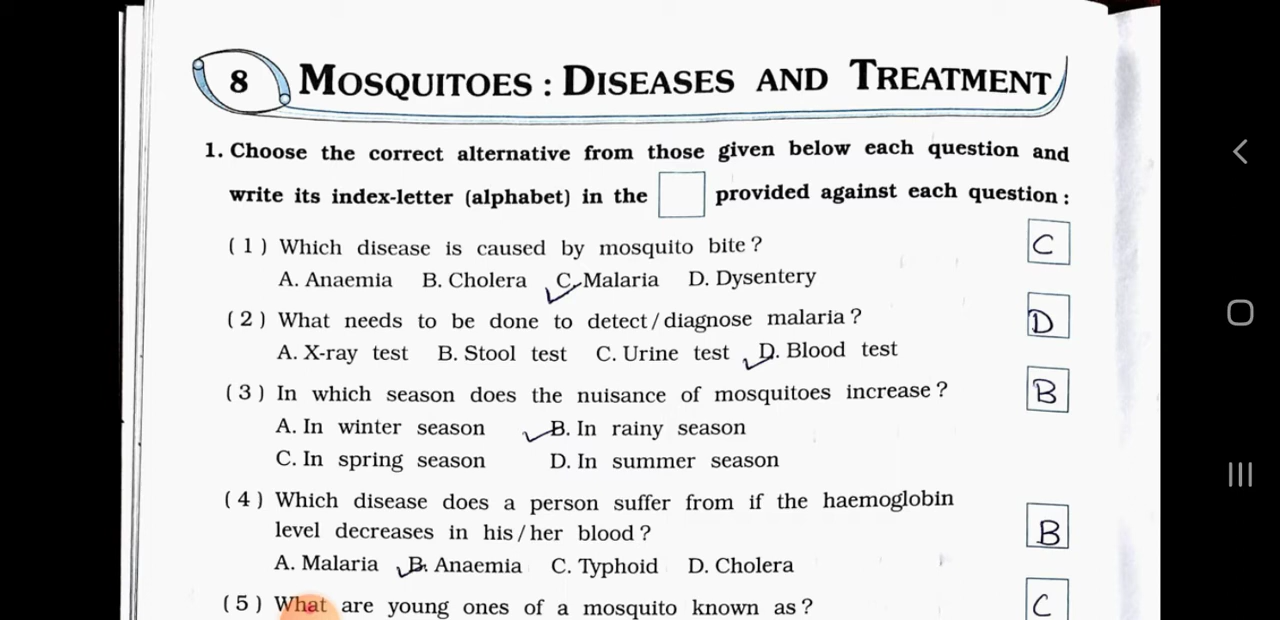 8 MOSQUITOES : DISEASES AND TREATMENT
1. Choose the correct alternative from those given below each question and
write its index-letter (alphabet) in the provided against each question :
(1) Which disease is caused by mosquito bite? C
A. Anaemia B. Cholera C. Malaria D. Dysentery
(2) What needs to be done to detect/diagnose malaria? D
A. X-ray test B. Stool test C. Urine test D. Blood test
(3) In which season does the nuisance of mosquitoes increase? B
A. In winter season B. In rainy season
C. In spring season D. In summer season
(4) Which disease does a person suffer from if the haemoglobin
level decreases in his/her blood? B
A. Malaria B. Anaemia C. Typhoid D. Cholera
(5) What are young ones of a mosquito known as? C